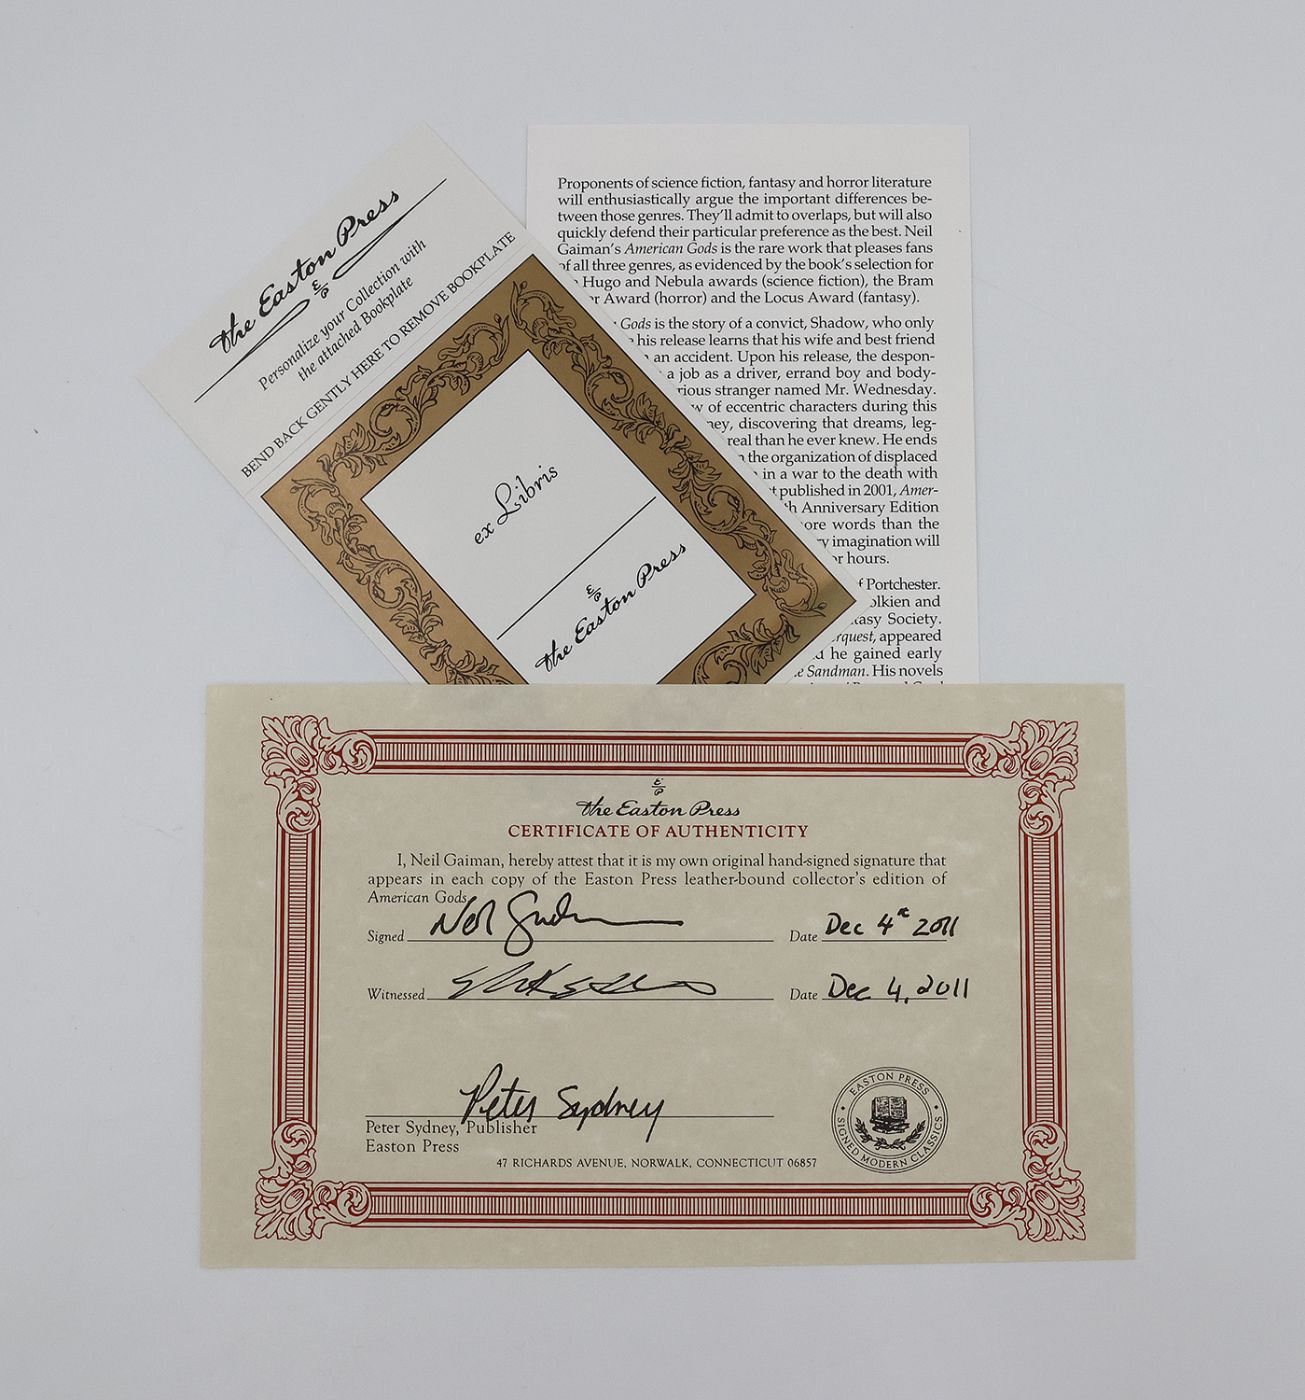 The Easton Press
Personalize your Collection with
the attached Bookplate
BEND BACK GENTLY HERE TO REMOVE BOOKPLATE
ex Libris
The Easton Press
Proponents of science fiction, fantasy and horror literature
will enthusiastically argue the important differences be-
tween those genres. They'll admit to overlaps, but will also
quickly defend their particular preference as the best. Neil
Gaiman's American Gods is the rare work that pleases fans
of all three genres, as evidenced by the book's selection for
Hugo and Nebula awards (science fiction), the Bram
Award (horror) and the Locus Award (fantasy).
Gods is the story of a convict, Shadow, who only
his release learns that his wife and best friend
an accident. Upon his release, the despon-
a job as a driver, errand boy and body-
stranger named Mr. Wednesday.
of eccentric characters during this
discovering that dreams, leg-
real than he ever knew. He ends
the organization of displaced
in a war to the death with
published in 2001, Amer-
Anniversary Edition
words than the
imagination will
hours.
Portchester.
and
Society.
appeared
he gained early
Sandman. His novels
The Easton Press
CERTIFICATE OF AUTHENTICITY
I, Neil Gaiman, hereby attest that it is my own original hand-signed signature that
appears in each copy of the Easton Press leather-bound collector's edition of
American Gods
Signed Neil Gaiman Date Dec 4th 2011
Witnessed Date Dec 4, 2011
Peter Sydney
Peter Sydney, Publisher
Easton Press
47 RICHARDS AVENUE, NORWALK, CONNECTICUT 06857
EASTON PRESS
SIGNED MODERN CLASSICS